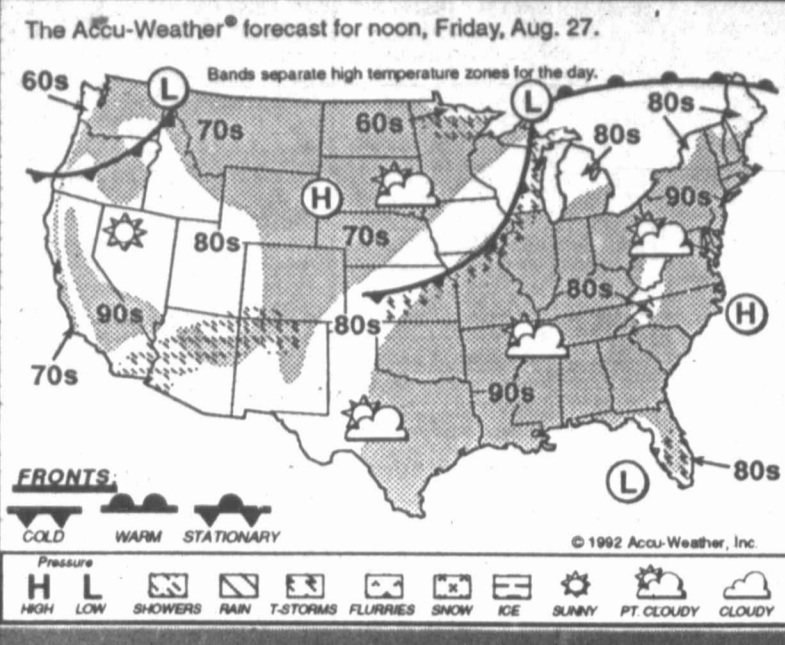 The Accu-Weather® forecast for noon, Friday, Aug. 27.
60s
L
Bands separate high temperature zones for the day.
L
80s
70s
60s
80s
H
90s
80s
70s
80s
90s
80s
H
70s
90s
FRONTS:
L
80s
COLD WARM STATIONARY
© 1992 Accu-Weather, Inc.
Pressure
H L
HIGH LOW SHOWERS RAIN T-STORMS FLURRIES SNOW ICE SUNNY PT. CLOUDY CLOUDY